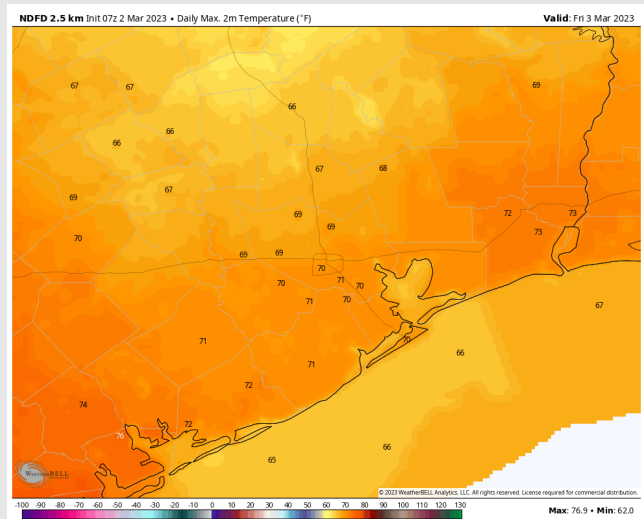 NDFD 2.5 km Init 07z 2 Mar 2023 • Daily Max. 2m Temperature (°F)
Valid: Fri 3 Mar 2023
67 67 69
66
66
66
67 68
67
69
69 72 73
69 73
70
69 69
70
70 71 70
71 70
67
71 70
66
71
72
74
72
76
66
65
WEATHERBELL
© 2023 WeatherBELL Analytics, LLC. All rights reserved. License required for commercial distribution.
-100 -90 -80 -70 -60 -50 -40 -30 -20 -10 0 10 20 30 40 50 60 70 80 90 100 110 120 130
Max: 76.9 • Min: 62.0